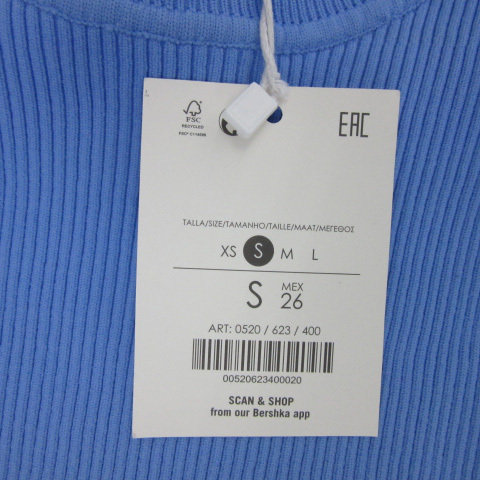 FSC
RECYCLED
EAC
TALLA/SIZE/TAMANHO/TAILLE/MAAT/ΜΕΓΕΘΟΣ
XS S M L
S MEX 26
ART: 0520 / 623 / 400
00520623400020
SCAN & SHOP
from our Bershka app